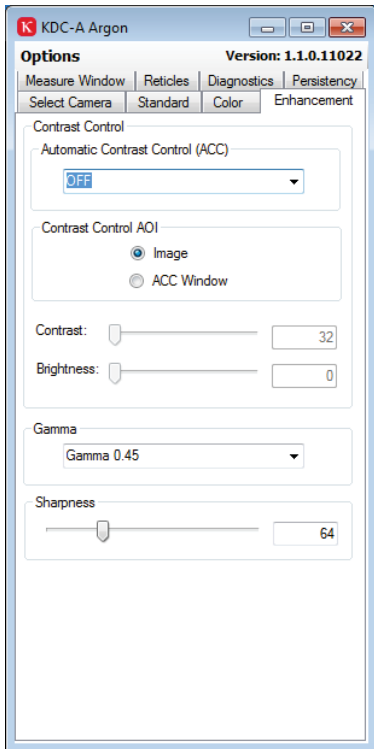 K KDC-A Argon
Options Version: 1.1.0.11022
Measure Window Reticles Diagnostics Persistency
Select Camera Standard Color Enhancement
Contrast Control
Automatic Contrast Control (ACC)
OFF
Contrast Control AOI
Image
ACC Window
Contrast: 32
Brightness: 0
Gamma
Gamma 0.45
Sharpness
64